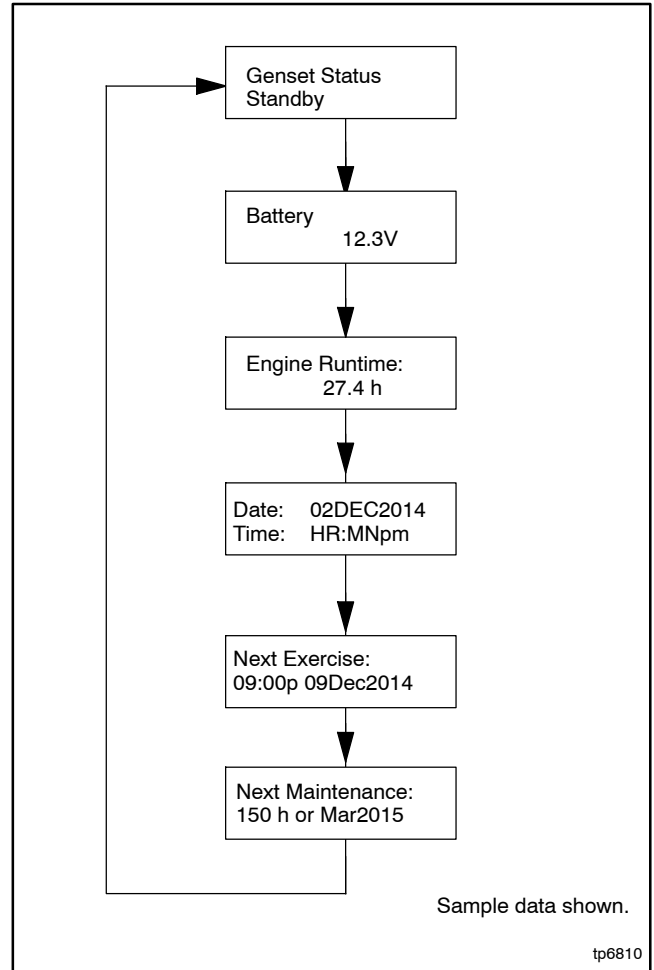 Genset Status
Standby
Battery
12.3V
Engine Runtime:
27.4 h
Date: 02DEC2014
Time: HR:MNpm
Next Exercise:
09:00p 09Dec2014
Next Maintenance:
150 h or Mar2015
Sample data shown.
tp6810